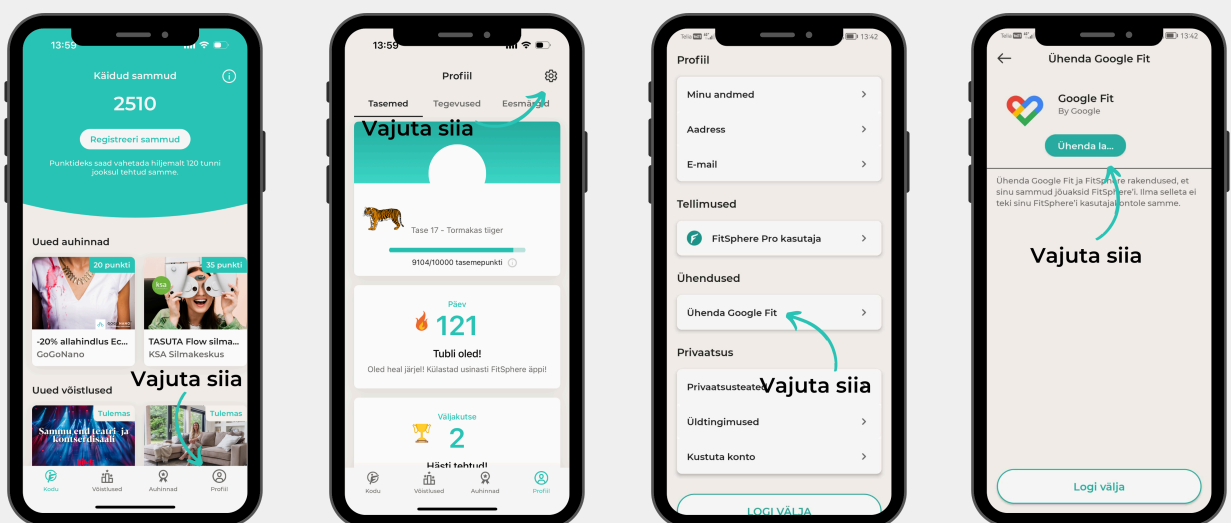 13:59
Käidud sammud
2510
Registreeri sammud
Punktideks saad vahetada hiljemalt 120 tunni
jooksul tehtud samme.
Uued auhinnad
20 punkti
35 punkti
ksa
-20% allahindlus Ec...
GoGoNano
TASUTA Flow silma...
KSA Silmakeskus
Vajuta siia
Uued võistlused
Tulemas
Tulemas
Sammu end teatri- ja
kontserdisaali
Kodu
Võistlused
Auhinnad
Profiil
13:59
Profiil
Tasemed
Tegevused
Eesmärgid
Vajuta siia
Tase 17 - Tormakas tiiger
9104/10000 tasemepunkti
Päev
121
Tubli oled!
Oled heal järjel! Külastad usinasti FitSphere äppi!
Väljakutse
2
Hästi tehtud!
Kodu
Võistlused
Auhinnad
Profiil
Telia
13:42
Profiil
Minu andmed
Aadress
E-mail
Tellimused
FitSphere Pro kasutaja
Ühendused
Ühenda Google Fit
Privaatsus
Privaatsusteated
Vajuta siia
Üldtingimused
Kustuta konto
LOGI VÄLJA
Telia
13:42
Ühenda Google Fit
Google Fit
By Google
Ühenda la...
Ühenda Google Fit ja FitSphere rakendused, et
sinu sammud jõuaksid FitSphere'i. Ilma selleta ei
teki sinu FitSphere'i kasutajakontole samme.
Vajuta siia
Logi välja